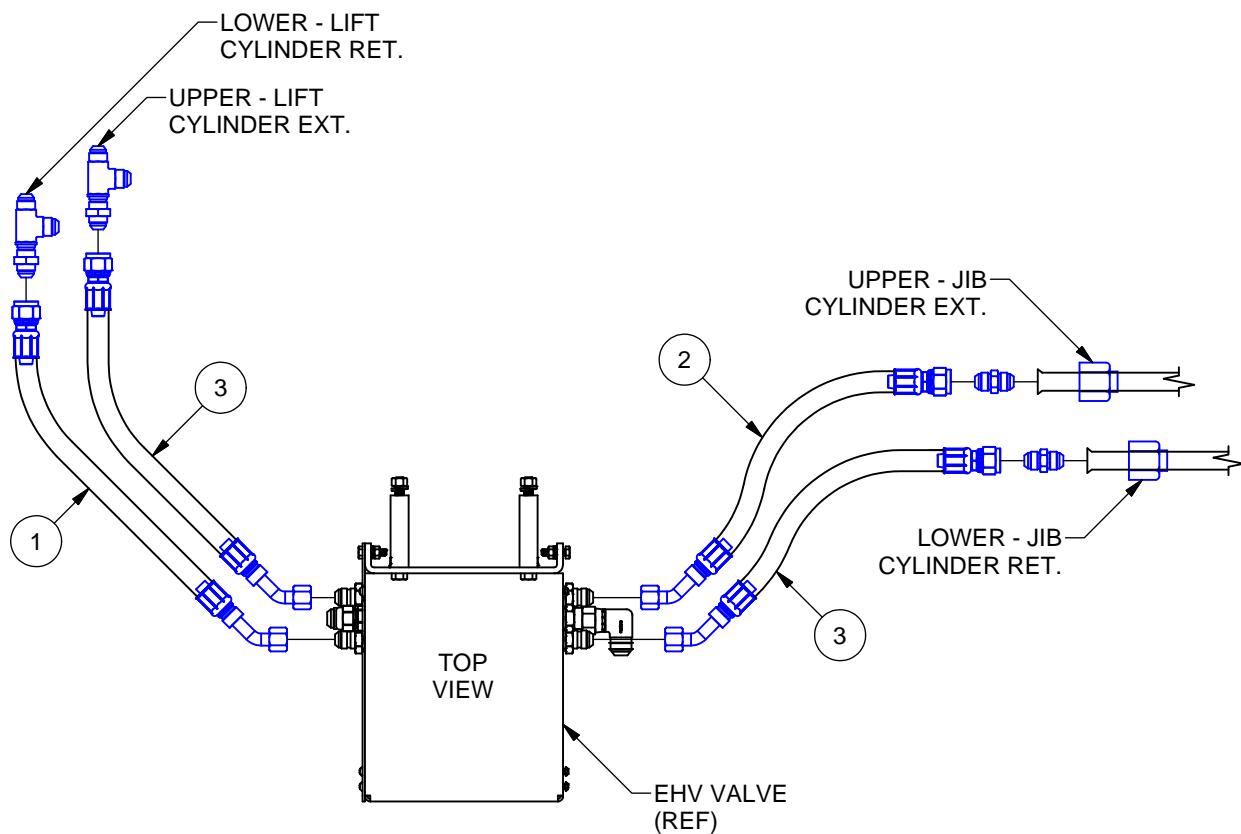 LOWER - LIFT
CYLINDER RET.
UPPER - LIFT
CYLINDER EXT.
UPPER - JIB
CYLINDER EXT.
2
3
1
LOWER - JIB
CYLINDER RET.
3
TOP
VIEW
EHV VALVE
(REF)